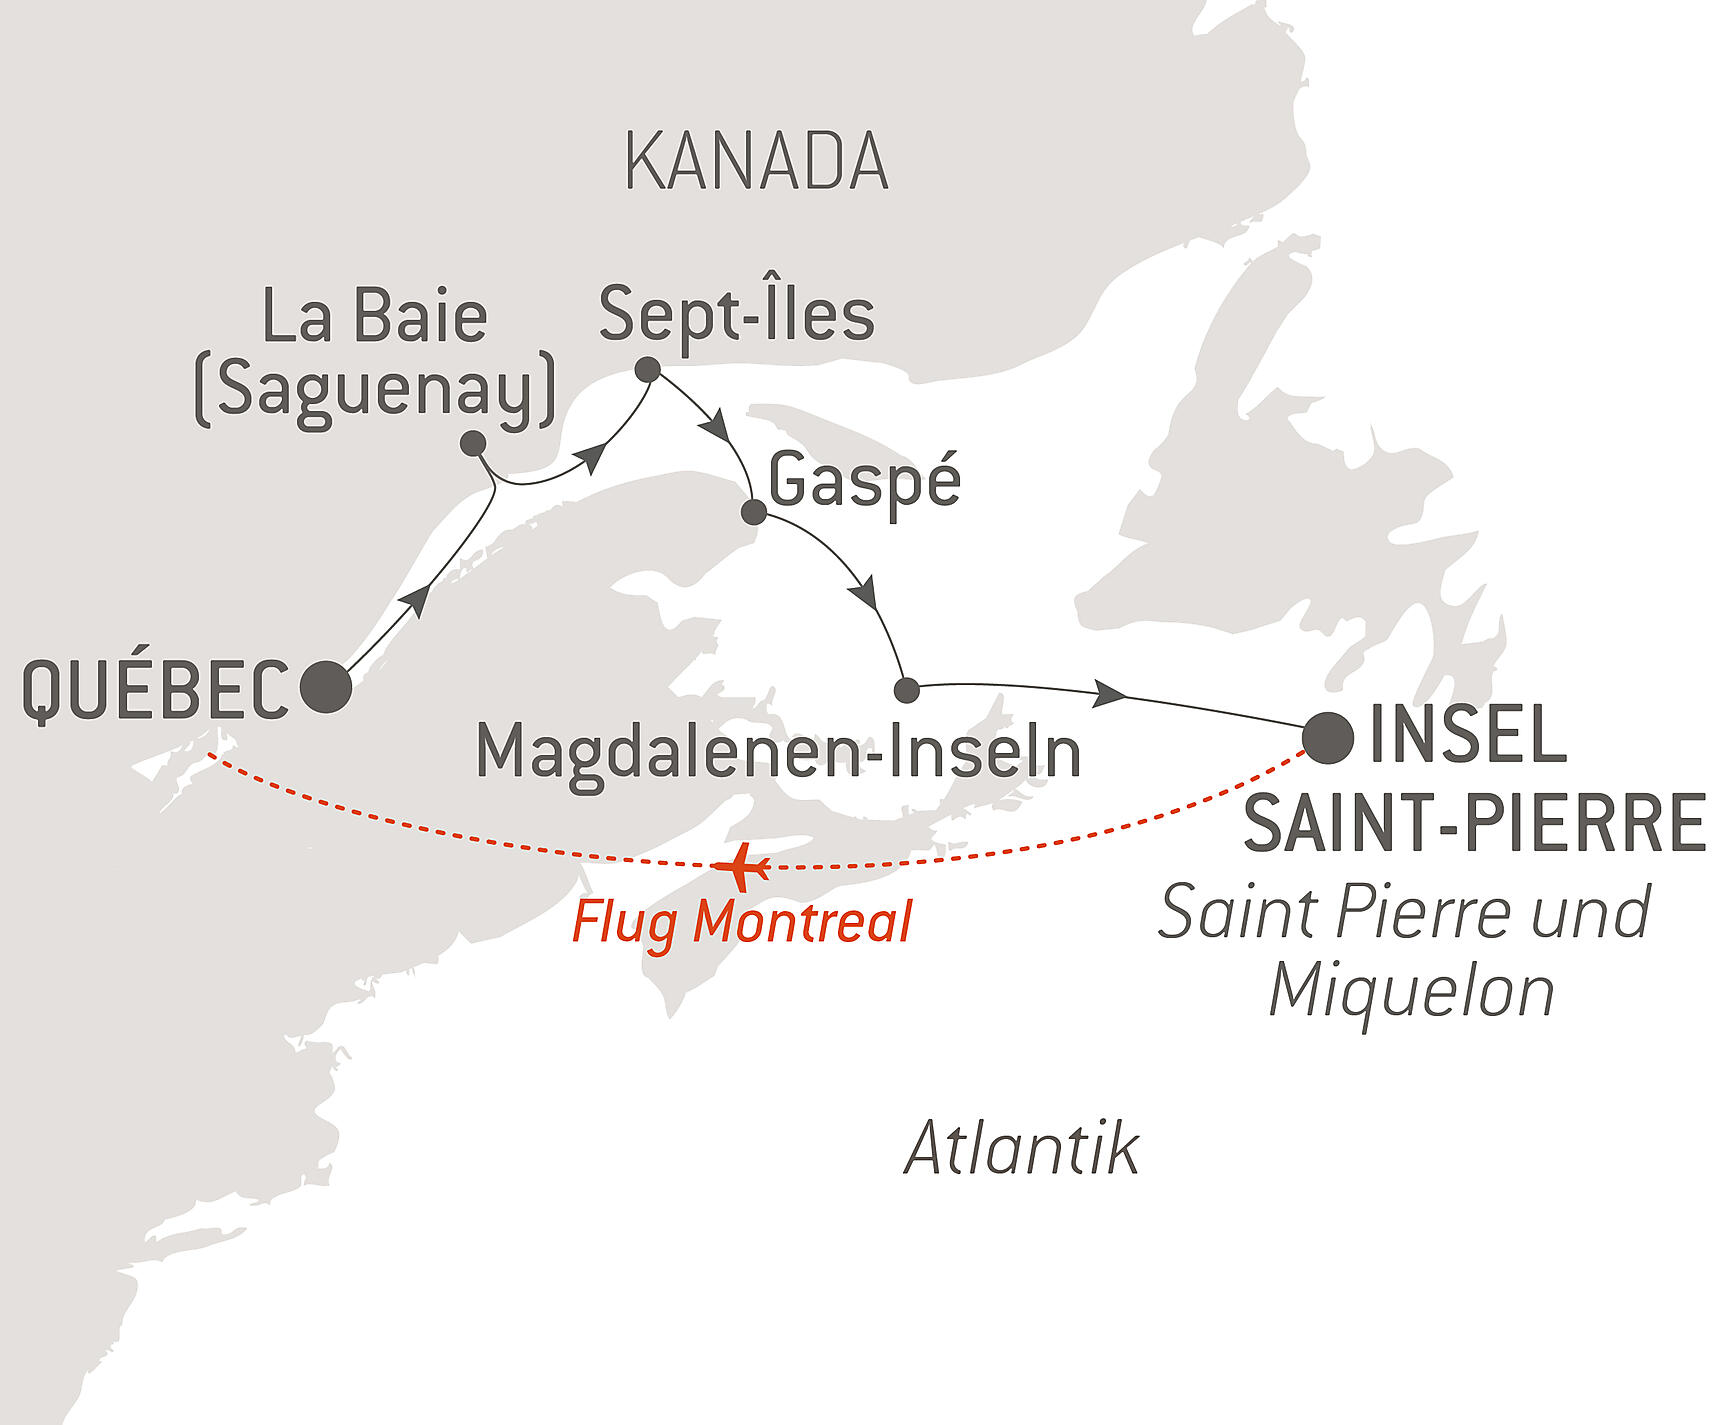 KANADA
La Baie
(Saguenay)
Sept-Îles
Gaspé
QUÉBEC
Magdalenen-Inseln
INSEL
SAINT-PIERRE
Saint Pierre und
Miquelon
Flug Montreal
Atlantik